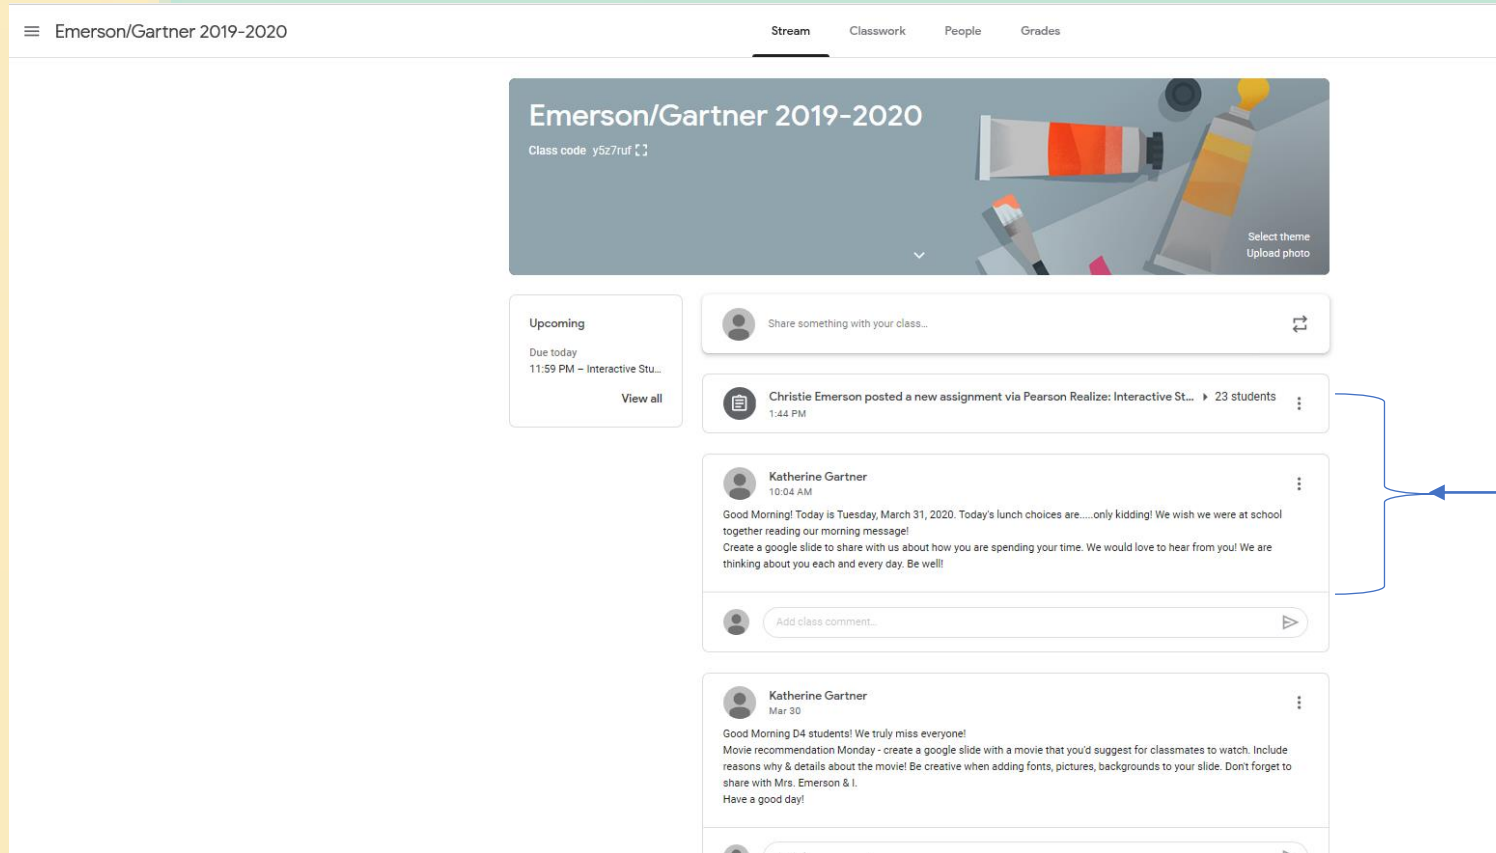 Emerson/Gartner 2019-2020
Stream Classwork People Grades
Emerson/Gartner 2019-2020
Class code y5z7ruf
Select theme
Upload photo
Upcoming
Due today
11:59 PM – Interactive Stu...
View all
Share something with your class...
Christie Emerson posted a new assignment via Pearson Realize: Interactive St... 23 students
1:44 PM
Katherine Gartner
10:04 AM
Good Morning! Today is Tuesday, March 31, 2020. Today's lunch choices are.....only kidding! We wish we were at school
together reading our morning message!
Create a google slide to share with us about how you are spending your time. We would love to hear from you! We are
thinking about you each and every day. Be well!
Add class comment...
Katherine Gartner
Mar 30
Good Morning D4 students! We truly miss everyone!
Movie recommendation Monday - create a google slide with a movie that you'd suggest for classmates to watch. Include
reasons why & details about the movie! Be creative when adding fonts, pictures, backgrounds to your slide. Don't forget to
share with Mrs. Emerson & I.
Have a good day!